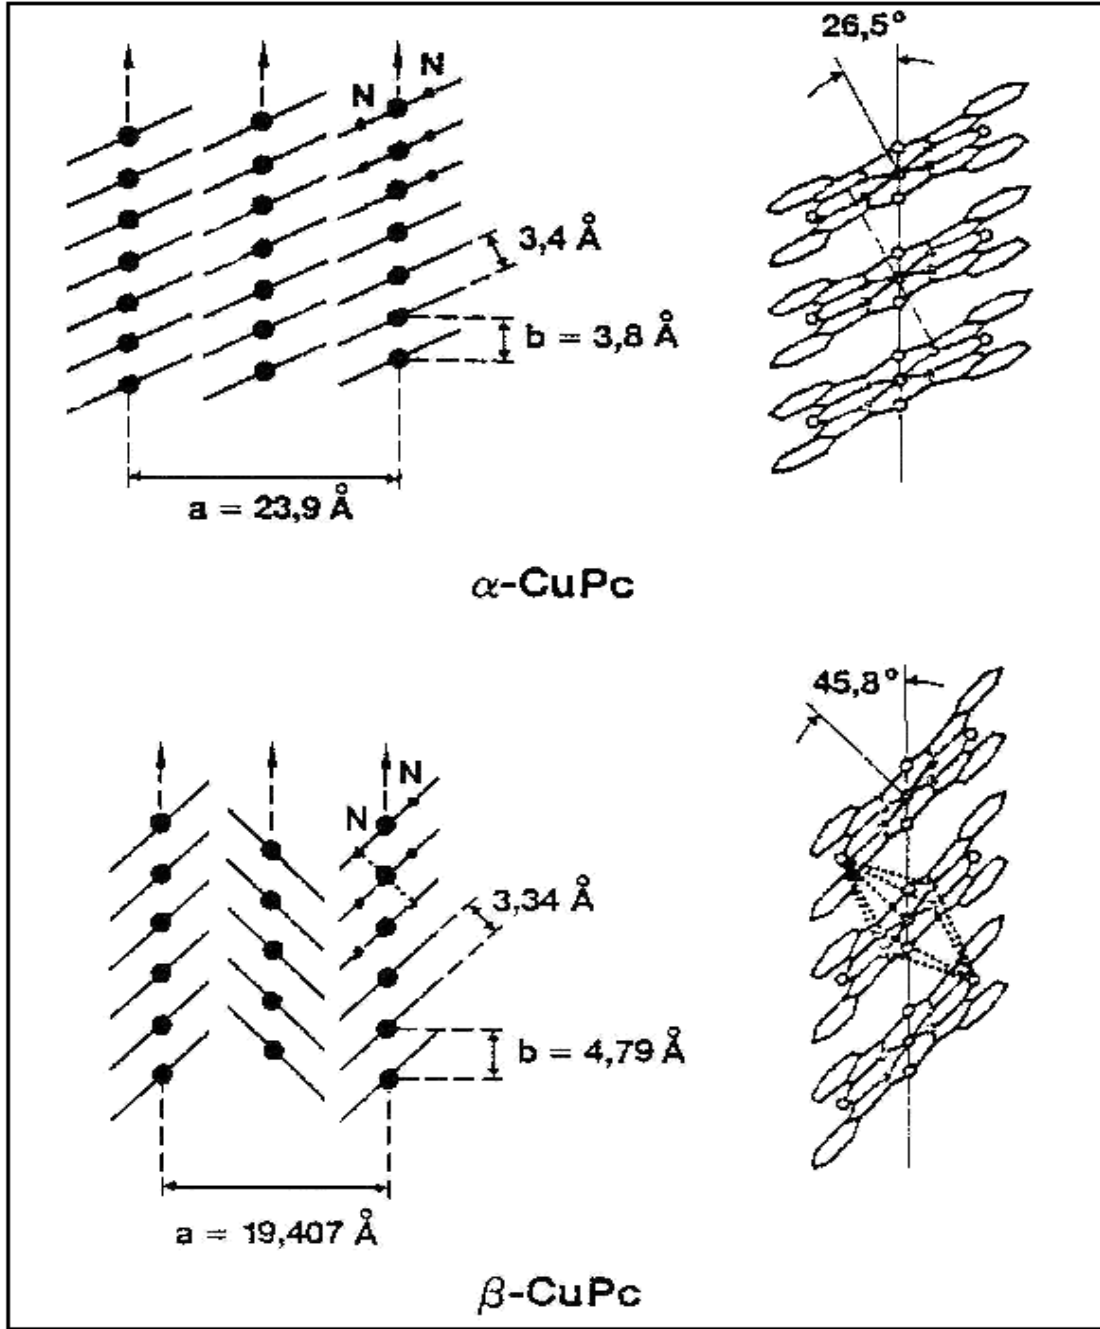 26,5°
N
N
3,4 Å
b = 3,8 Å
a = 23,9 Å
α-CuPc
45,8°
N
N
3,34 Å
b = 4,79 Å
a = 19,407 Å
β-CuPc